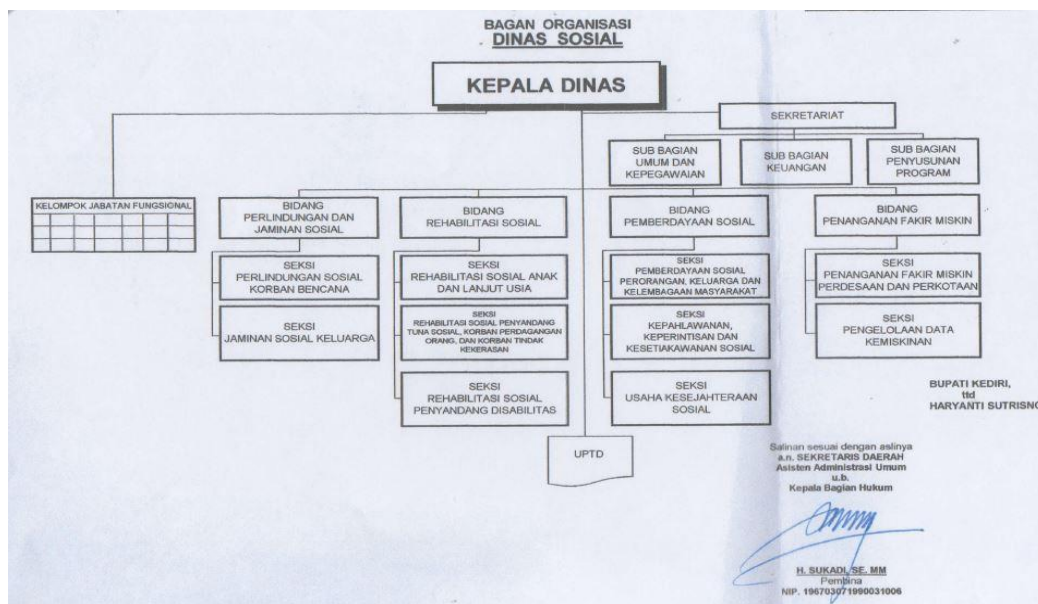 BAGAN ORGANISASI
DINAS SOSIAL
KEPALA DINAS
SEKRETARIAT
SUB BAGIAN
UMUM DAN
KEPEGAWAIAN
SUB BAGIAN
KEUANGAN
SUB BAGIAN
PENYUSUNAN
PROGRAM
KELOMPOK JABATAN FUNGSIONAL
BIDANG
PERLINDUNGAN DAN
JAMINAN SOSIAL
BIDANG
REHABILITASI SOSIAL
BIDANG
PEMBERDAYAAN SOSIAL
BIDANG
PENANGANAN FAKIR MISKIN
SEKSI
PERLINDUNGAN SOSIAL
KORBAN BENCANA
SEKSI
REHABILITASI SOSIAL ANAK
DAN LANJUT USIA
SEKSI
PEMBERDAYAAN SOSIAL
PERORANGAN, KELUARGA DAN
KELEMBAGAAN MASYARAKAT
SEKSI
PENANGANAN FAKIR MISKIN
PERDESAAN DAN PERKOTAAN
SEKSI
JAMINAN SOSIAL KELUARGA
SEKSI
REHABILITASI SOSIAL PENYANDANG
TUNA SOSIAL, KORBAN PERDAGANGAN
ORANG, DAN KORBAN TINDAK
KEKERASAN
SEKSI
KEPAHLAWANAN,
KEPERINTISAN DAN
KESETIAKAWANAN SOSIAL
SEKSI
PENGELOLAAN DATA
KEMISKINAN
SEKSI
REHABILITASI SOSIAL
PENYANDANG DISABILITAS
SEKSI
USAHA KESEJAHTERAAN
SOSIAL
UPTD
BUPATI KEDIRI,
ttd
HARYANTI SUTRISNO
Salinan sesuai dengan aslinya
a.n. SEKRETARIS DAERAH
Asisten Administrasi Umum
u.b.
Kepala Bagian Hukum
H. SUKADI, SE. MM
Pembina
NIP. 196703071990031006